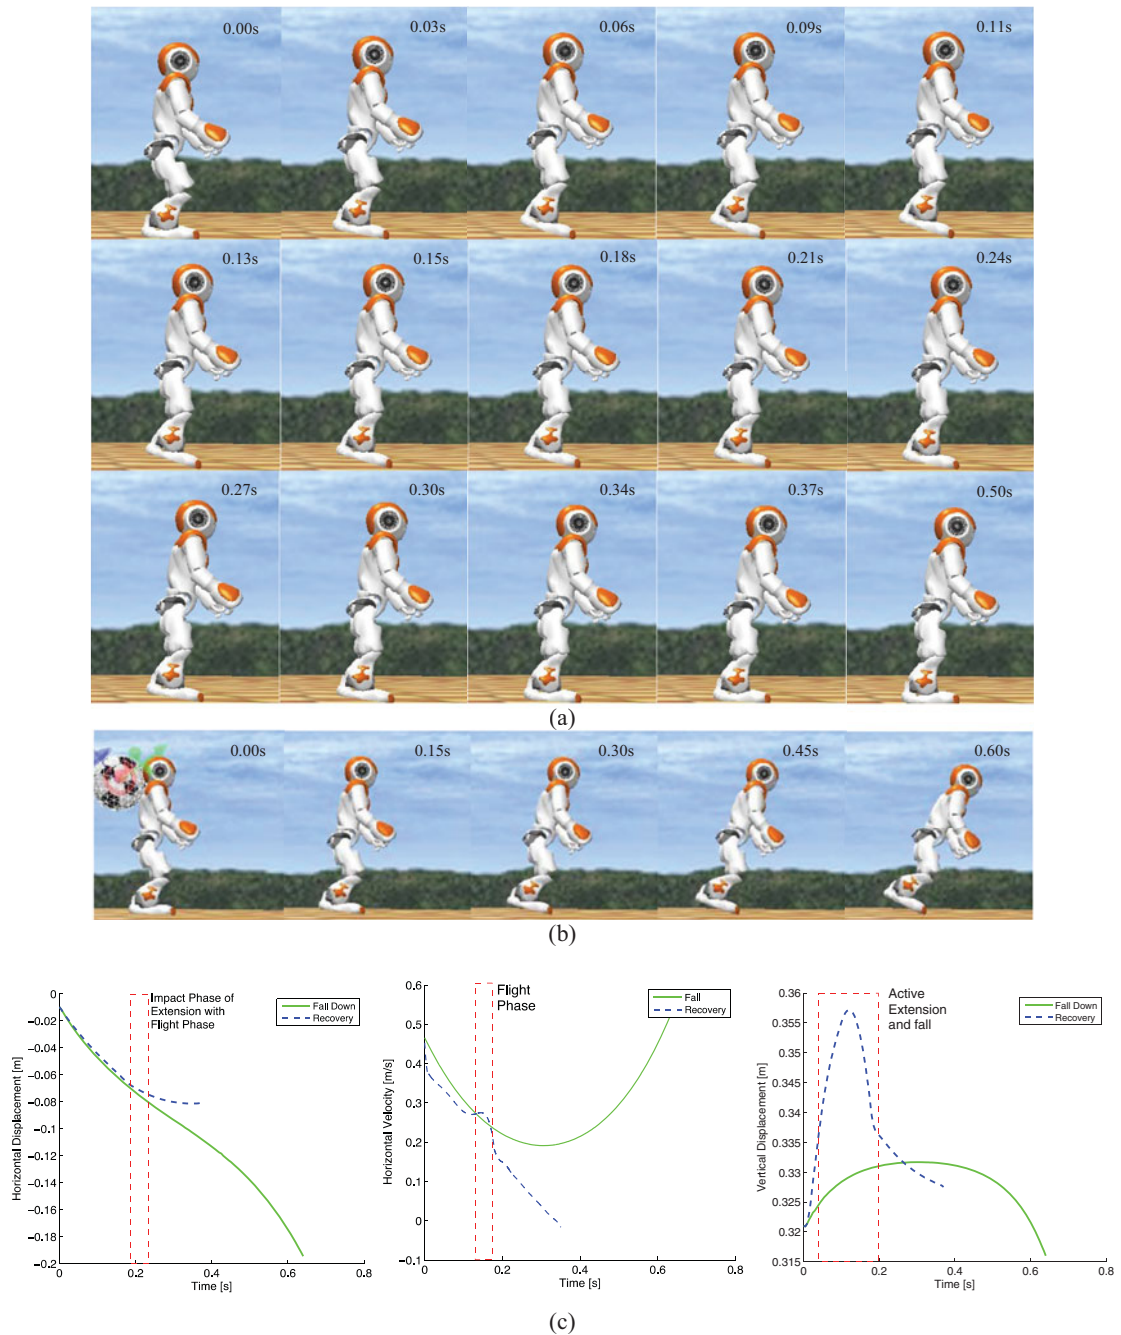 0.00s 0.03s 0.06s 0.09s 0.11s
0.13s 0.15s 0.18s 0.21s 0.24s
0.27s 0.30s 0.34s 0.37s 0.50s
(a)
0.00s 0.15s 0.30s 0.45s 0.60s
(b)
Horizontal Displacement [m]
0
−0.02
−0.04
−0.06
−0.08
−0.1
−0.12
−0.14
−0.16
−0.18
−0.2
Impact Phase of
Extension with
Flight Phase
Fall Down
Recovery
0 0.2 0.4 0.6 0.8
Time [s]
Horizontal Velocity [m/s]
0.6
0.5
0.4
0.3
0.2
0.1
0
−0.1
Flight
Phase
Fall
Recovery
0 0.2 0.4 0.6 0.8
Time [s]
Vertical Displacement [m]
0.36
0.355
0.35
0.345
0.34
0.335
0.33
0.325
0.32
0.315
Active
Extension
and fall
Fall Down
Recovery
0 0.2 0.4 0.6 0.8
Time [s]
(c)